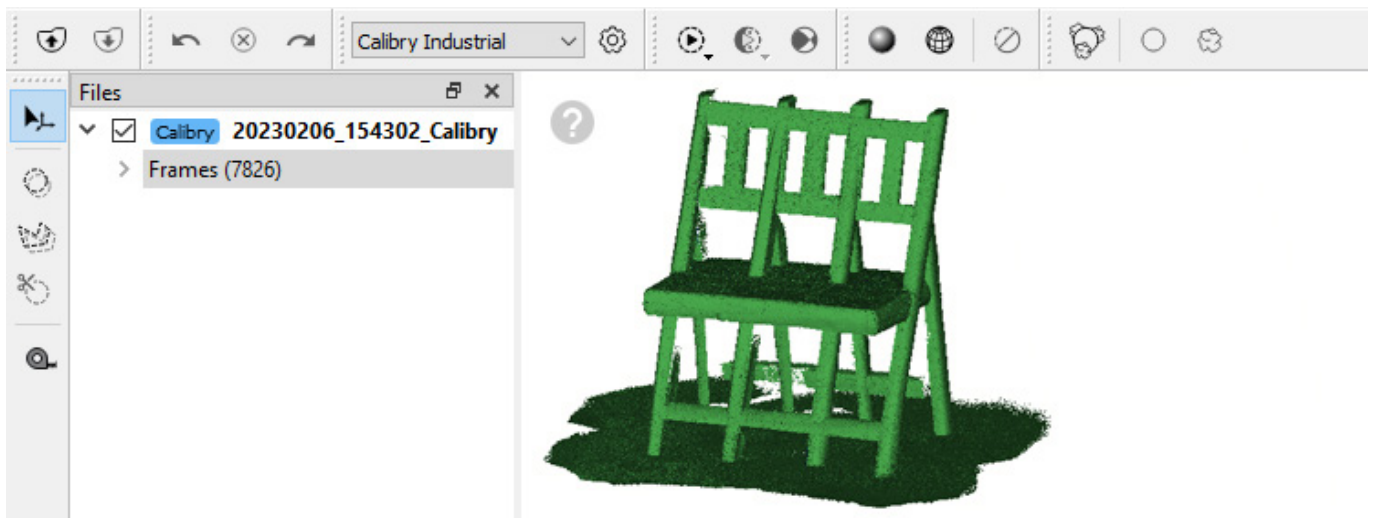 Calibry Industrial
Files
Calibry 20230206_154302_Calibry
Frames (7826)
?